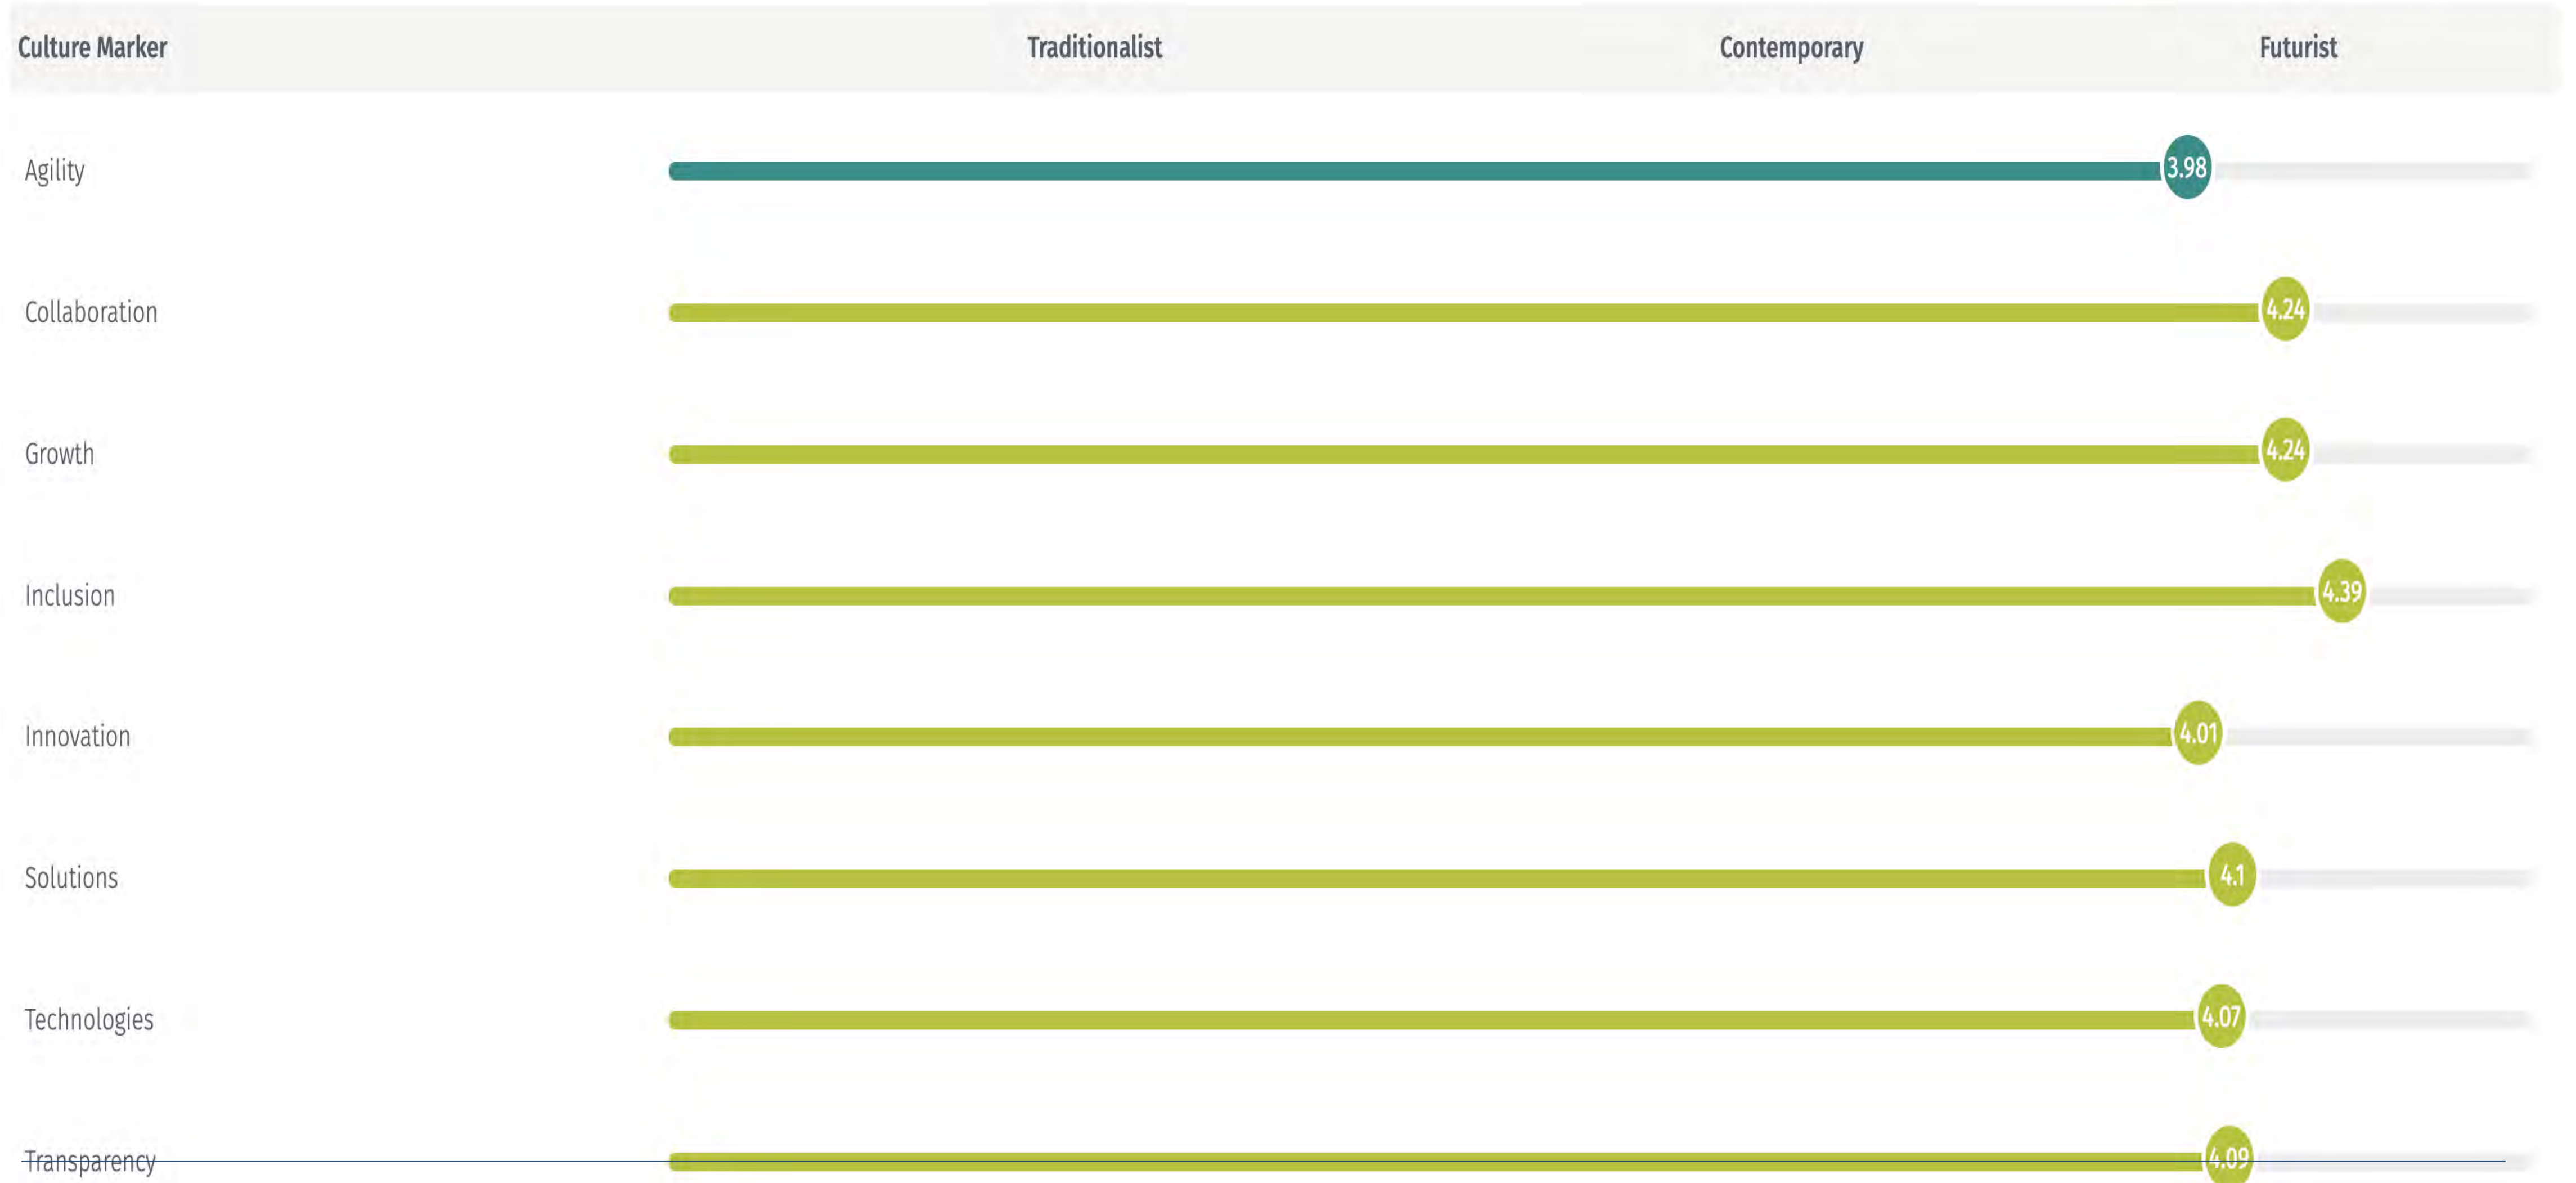 Culture Marker Traditionalist Contemporary Futurist
Agility 3.98
Collaboration 4.24
Growth 4.24
Inclusion 4.39
Innovation 4.01
Solutions 4.1
Technologies 4.07
Transparency 4.09